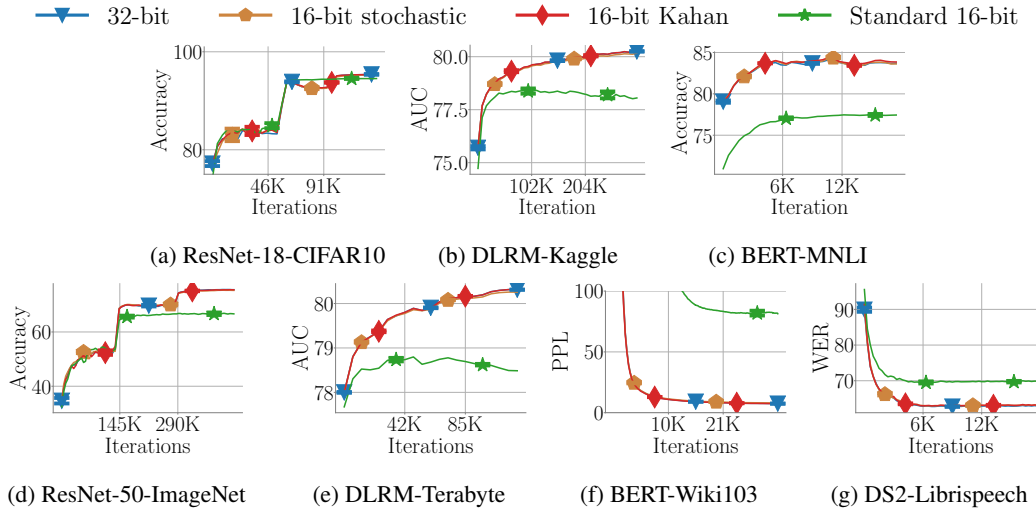 32-bit 16-bit stochastic 16-bit Kahan Standard 16-bit
Accuracy
100
80
46K 91K
Iterations
(a) ResNet-18-CIFAR10
AUC
80.0
77.5
75.0
102K 204K
Iteration
(b) DLRM-Kaggle
Accuracy
85
80
75
6K 12K
Iteration
(c) BERT-MNLI
Accuracy
60
40
145K 290K
Iterations
(d) ResNet-50-ImageNet
AUC
80
79
78
42K 85K
Iterations
(e) DLRM-Terabyte
PPL
100
50
0
10K 21K
Iterations
(f) BERT-Wiki103
WER
90
70
6K 12K
Iterations
(g) DS2-Librispeech